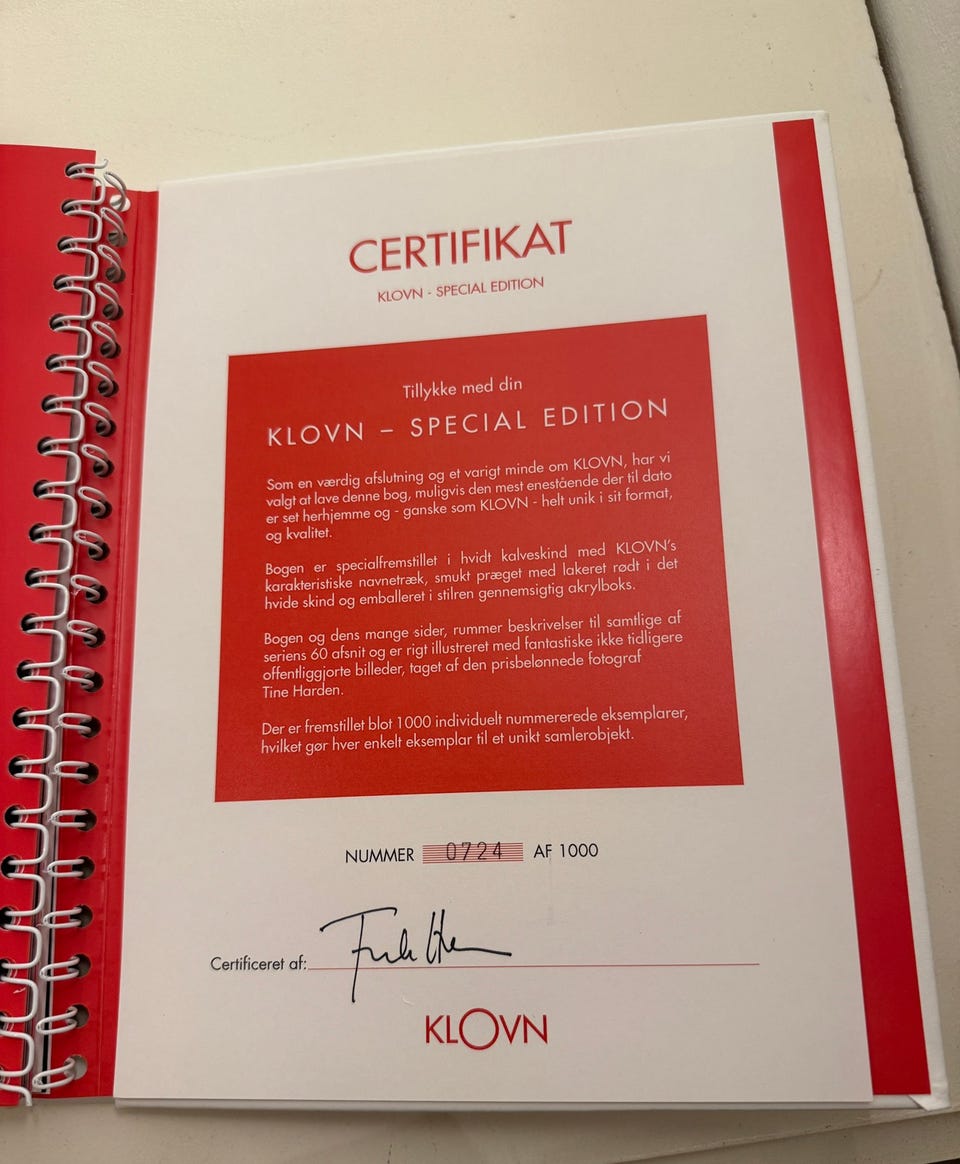 CERTIFIKAT
KLOVN - SPECIAL EDITION
Tillykke med din
KLOVN – SPECIAL EDITION
Som en værdig afslutning og et varigt minde om KLOVN, har vi
valgt at lave denne bog, muligvis den mest enestående der til dato
er set herhjemme og - ganske som KLOVN - helt unik i sit format,
og kvalitet.
Bogen er specialfremstillet i hvidt kalveskind med KLOVN's
karakteristiske navnetræk, smukt præget med lakeret rødt i det
hvide skind og emballeret i stilren gennemsigtig akrylboks.
Bogen og dens mange sider, rummer beskrivelser til samtlige af
seriens 60 afsnit og er rigt illustreret med fantastiske ikke tidligere
offentliggjorte billeder, taget af den prisbelønnede fotograf
Tine Harden.
Der er fremstillet blot 1000 individuelt nummererede eksemplarer,
hvilket gør hver enkelt eksemplar til et unikt samlerobjekt.
NUMMER 0724 AF 1000
Certificeret af:
KLOVN